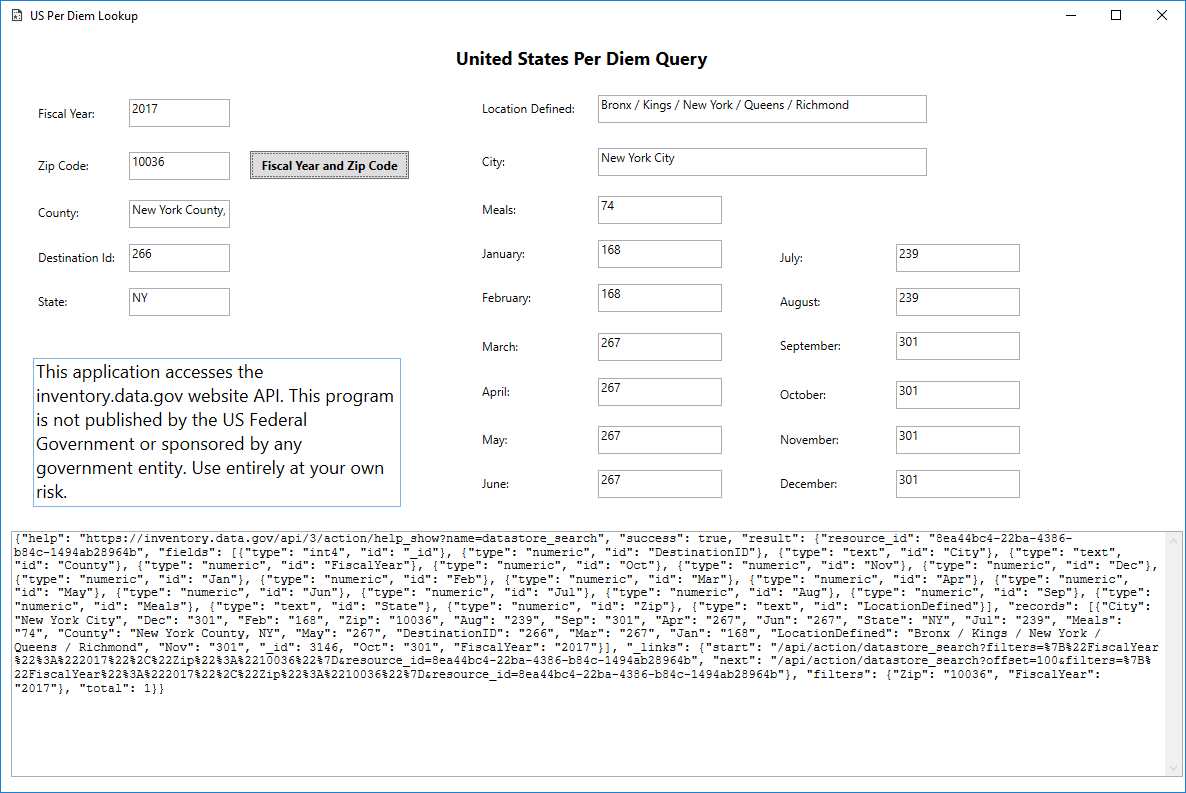 US Per Diem Lookup
United States Per Diem Query
Fiscal Year:
2017
Zip Code:
10036
Fiscal Year and Zip Code
County:
New York County,
Destination Id:
266
State:
NY
This application accesses the
inventory.data.gov website API. This program
is not published by the US Federal
Government or sponsored by any
government entity. Use entirely at your own
risk.
Location Defined:
Bronx / Kings / New York / Queens / Richmond
City:
New York City
Meals:
74
January:
168
February:
168
March:
267
April:
267
May:
267
June:
267
July:
239
August:
239
September:
301
October:
301
November:
301
December:
301
{"help": "https://inventory.data.gov/api/3/action/help_show?name=datastore_search", "success": true, "result": {"resource_id": "8ea44bc4-22ba-4386-
b84c-1494ab28964b", "fields": [{"type": "int4", "id": "_id"}, {"type": "numeric", "id": "DestinationID"}, {"type": "text", "id": "City"}, {"type": "text",
"id": "County"}, {"type": "numeric", "id": "FiscalYear"}, {"type": "numeric", "id": "Oct"}, {"type": "numeric", "id": "Nov"}, {"type": "numeric", "id": "Dec"},
{"type": "numeric", "id": "Jan"}, {"type": "numeric", "id": "Feb"}, {"type": "numeric", "id": "Mar"}, {"type": "numeric", "id": "Apr"}, {"type": "numeric",
"id": "May"}, {"type": "numeric", "id": "Jun"}, {"type": "numeric", "id": "Jul"}, {"type": "numeric", "id": "Aug"}, {"type": "numeric", "id": "Sep"}, {"type":
"numeric", "id": "Meals"}, {"type": "text", "id": "State"}, {"type": "numeric", "id": "Zip"}, {"type": "text", "id": "LocationDefined"}], "records": [{"City":
"New York City", "Dec": "301", "Feb": "168", "Zip": "10036", "Aug": "239", "Sep": "301", "Apr": "267", "Jun": "267", "State": "NY", "Jul": "239", "Meals":
"74", "County": "New York County, NY", "May": "267", "DestinationID": "266", "Mar": "267", "Jan": "168", "LocationDefined": "Bronx / Kings / New York /
Queens / Richmond", "Nov": "301", "_id": 3146, "Oct": "301", "FiscalYear": "2017"}], "_links": {"start": "/api/action/datastore_search?filters=%7B%22FiscalYear
%22%3A%222017%22%2C%22Zip%22%3A%2210036%22%7D&resource_id=8ea44bc4-22ba-4386-b84c-1494ab28964b", "next": "/api/action/datastore_search?offset=100&filters=%7B%
22FiscalYear%22%3A%222017%22%2C%22Zip%22%3A%2210036%22%7D&resource_id=8ea44bc4-22ba-4386-b84c-1494ab28964b"}, "filters": {"Zip": "10036", "FiscalYear":
"2017"}, "total": 1}}